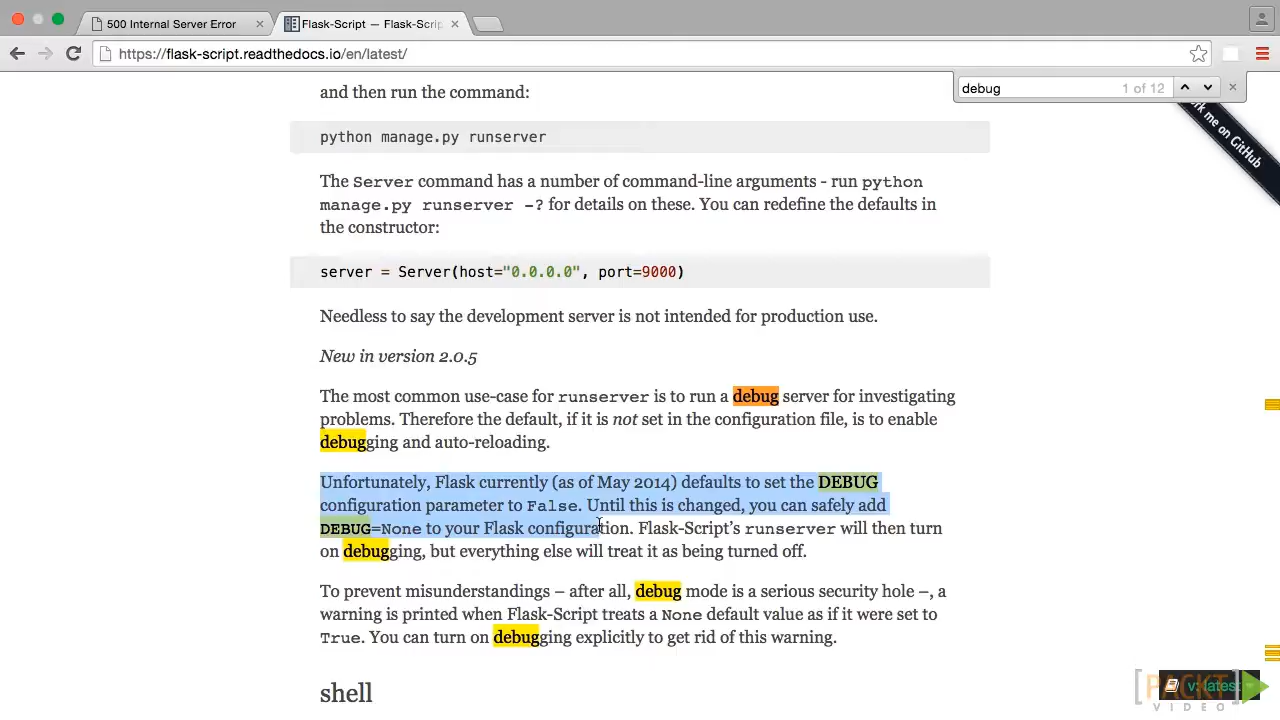 500 Internal Server Error
Flask-Script — Flask-Scrip
https://flask-script.readthedocs.io/en/latest/
debug
1 of 12
and then run the command:
python manage.py runserver
The Server command has a number of command-line arguments - run python
manage.py runserver -? for details on these. You can redefine the defaults in
the constructor:
server = Server(host="0.0.0.0", port=9000)
Needless to say the development server is not intended for production use.
New in version 2.0.5
The most common use-case for runserver is to run a debug server for investigating
problems. Therefore the default, if it is not set in the configuration file, is to enable
debugging and auto-reloading.
Unfortunately, Flask currently (as of May 2014) defaults to set the DEBUG
configuration parameter to False. Until this is changed, you can safely add
DEBUG=None to your Flask configuration. Flask-Script’s runserver will then turn
on debugging, but everything else will treat it as being turned off.
To prevent misunderstandings – after all, debug mode is a serious security hole –, a
warning is printed when Flask-Script treats a None default value as if it were set to
True. You can turn on debugging explicitly to get rid of this warning.
shell
rk me on GitHub
v: latest
PACKT
VIDEO